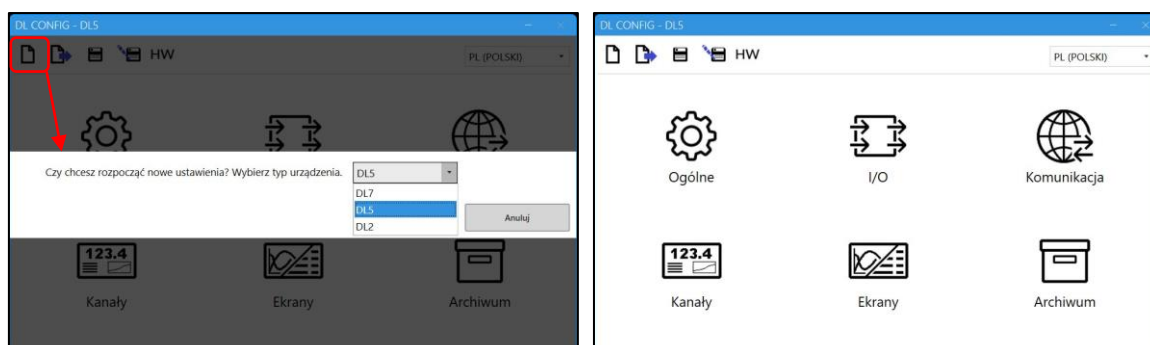 DL CONFIG - DL5
HW
PL (POLSKI)
Czy chcesz rozpocząć nowe ustawienia? Wybierz typ urządzenia.
DL5
DL7
DL5
DL2
Anuluj
123.4
Kanały
Ekrany
Archiwum
DL CONFIG - DL5
HW
PL (POLSKI)
Ogólne
I/O
Komunikacja
123.4
Kanały
Ekrany
Archiwum